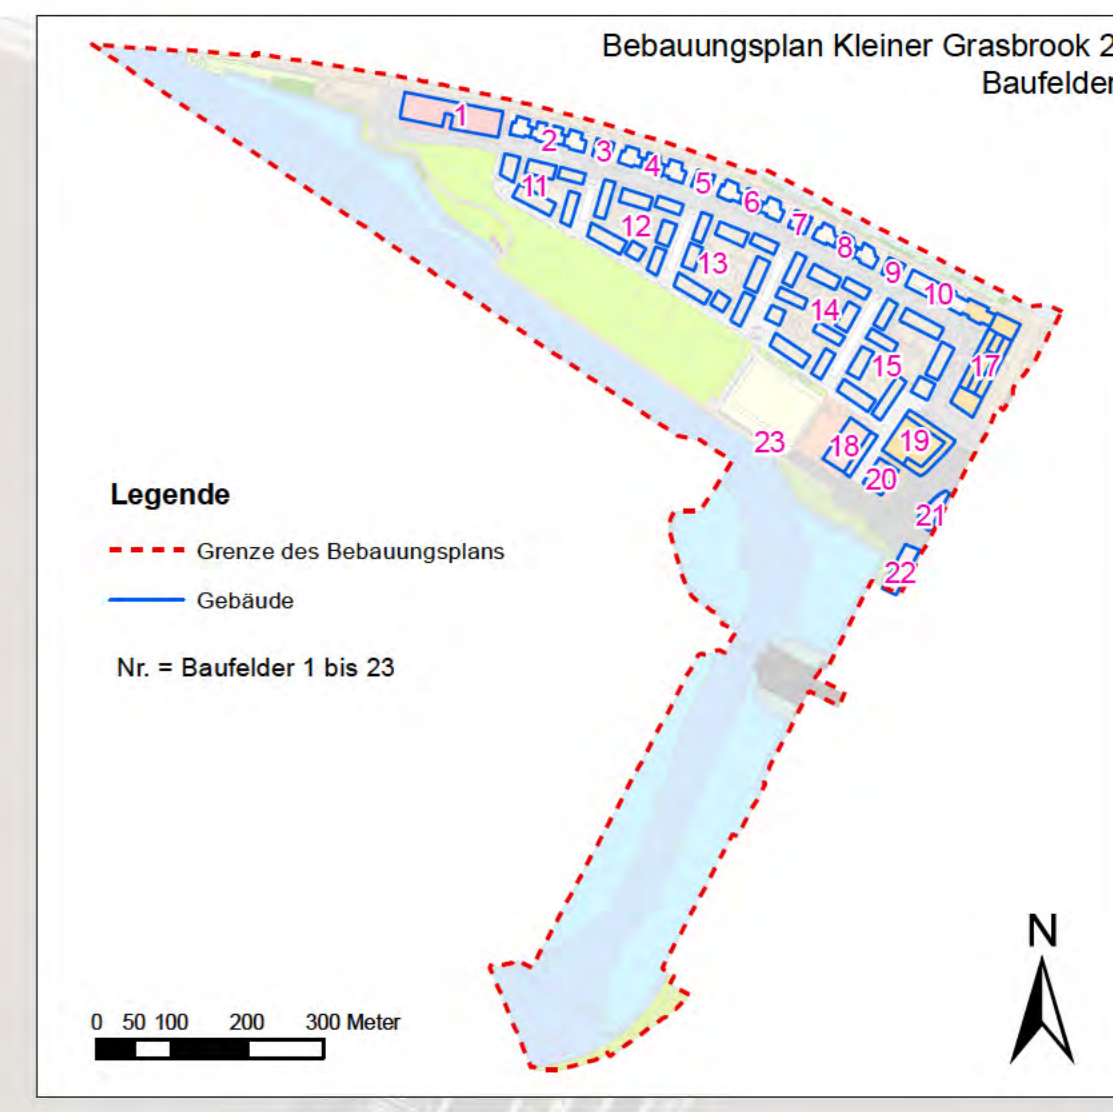 Bebauungsplan Kleiner Grasbrook 2
Baufelder
1
2
3
4
5
6
7
8
9
10
11
12
13
14
15
17
18
19
20
21
22
23
Legende
Grenze des Bebauungsplans
Gebäude
Nr. = Baufelder 1 bis 23
N
0 50 100 200 300 Meter